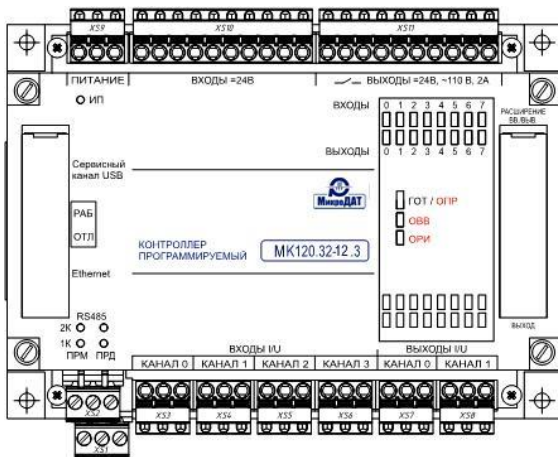 XS9 XS10 XS11
ПИТАНИЕ ВХОДЫ =24В ВЫХОДЫ =24В, ~110 В, 2А
ИП
ВХОДЫ 0 1 2 3 4 5 6 7
РАСШИРЕНИЕ
ВВ./ВЫВ.
ВЫХОДЫ 0 1 2 3 4 5 6 7
Сервисный
канал USB
МикроДАТ
ГОТ / ОПР
ОВВ
ОРИ
РАБ
ОТЛ
КОНТРОЛЛЕР
ПРОГРАММИРУЕМЫЙ
МК120.32-12.3
Ethernet
RS485
2К
1К
ПРМ ПРД
ВЫХОД
ВХОДЫ I/U ВЫХОДЫ I/U
КАНАЛ 0 КАНАЛ 1 КАНАЛ 2 КАНАЛ 3 КАНАЛ 0 КАНАЛ 1
XS2 XS3 XS4 XS5 XS6 XS7 XS8
XS1